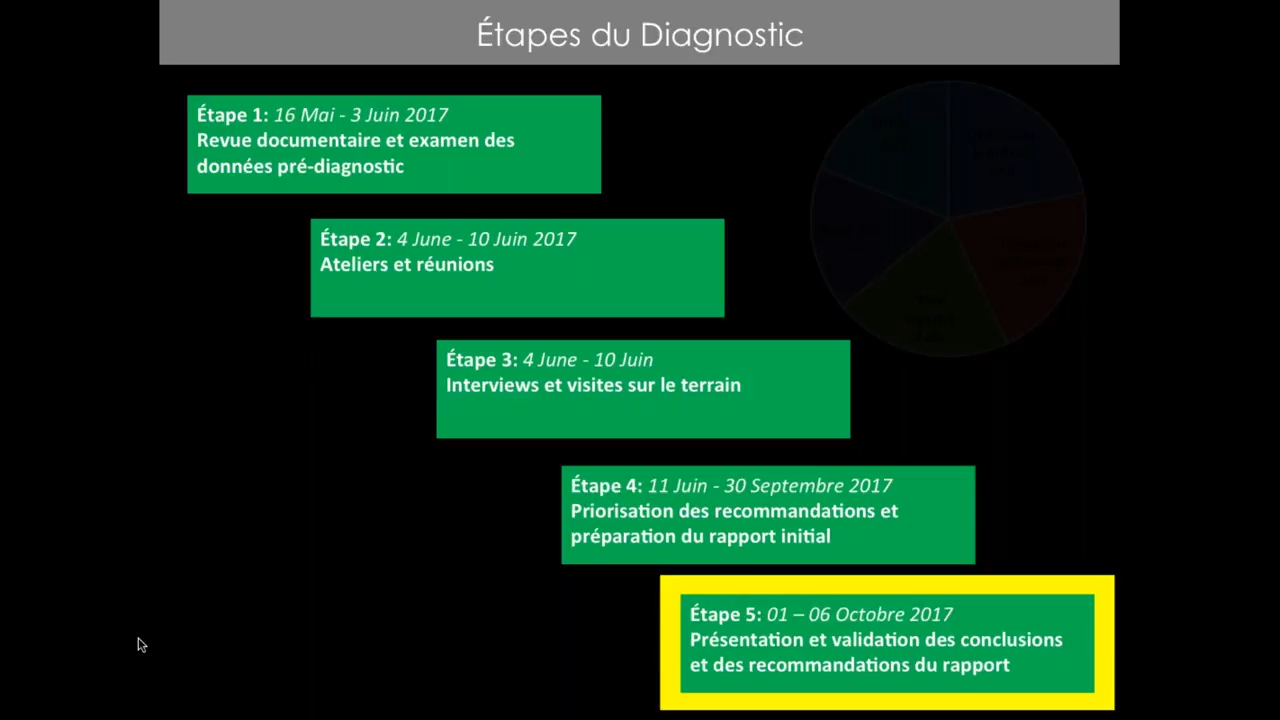 Étapes du Diagnostic
Étape 1: 16 Mai - 3 Juin 2017
Revue documentaire et examen des
données pré-diagnostic
Étape 2: 4 June - 10 Juin 2017
Ateliers et réunions
Étape 3: 4 June - 10 Juin
Interviews et visites sur le terrain
Étape 4: 11 Juin - 30 Septembre 2017
Priorisation des recommandations et
préparation du rapport initial
Étape 5: 01 – 06 Octobre 2017
Présentation et validation des conclusions
et des recommandations du rapport